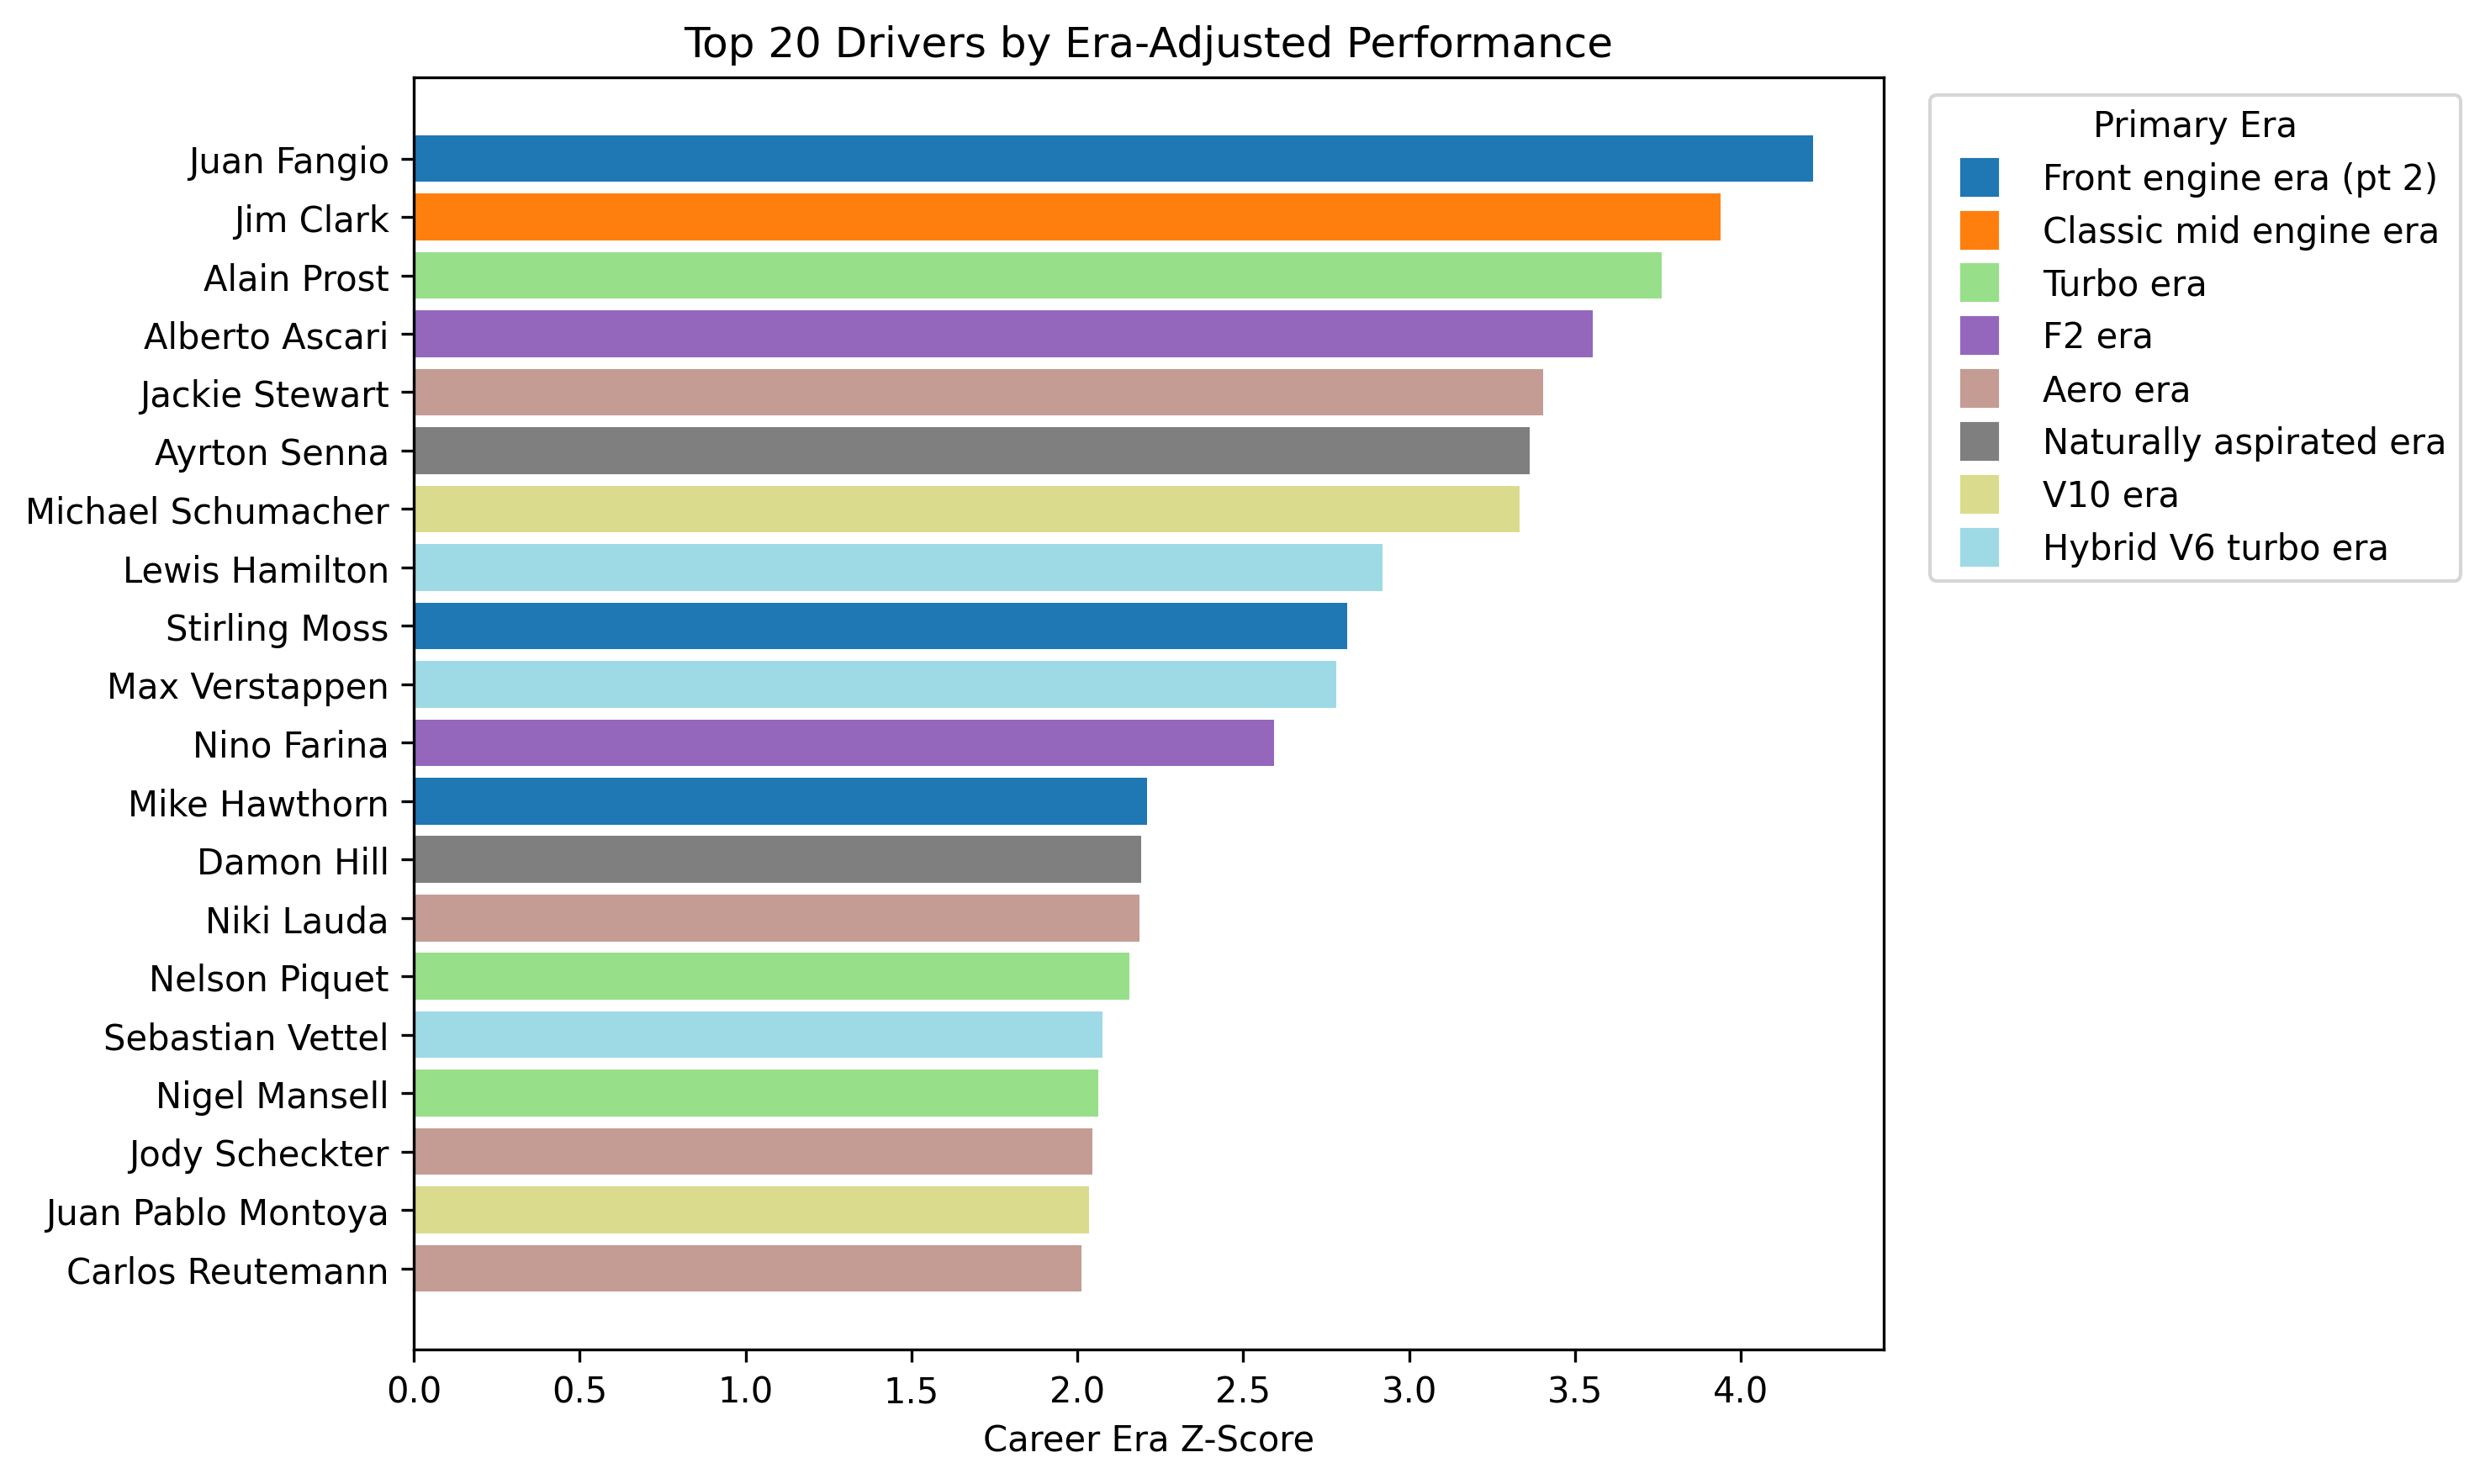 Top 20 Drivers by Era-Adjusted Performance
Juan Fangio
Jim Clark
Alain Prost
Alberto Ascari
Jackie Stewart
Ayrton Senna
Michael Schumacher
Lewis Hamilton
Stirling Moss
Max Verstappen
Nino Farina
Mike Hawthorn
Damon Hill
Niki Lauda
Nelson Piquet
Sebastian Vettel
Nigel Mansell
Jody Scheckter
Juan Pablo Montoya
Carlos Reutemann
0.0 0.5 1.0 1.5 2.0 2.5 3.0 3.5 4.0
Career Era Z-Score
Primary Era
Front engine era (pt 2)
Classic mid engine era
Turbo era
F2 era
Aero era
Naturally aspirated era
V10 era
Hybrid V6 turbo era